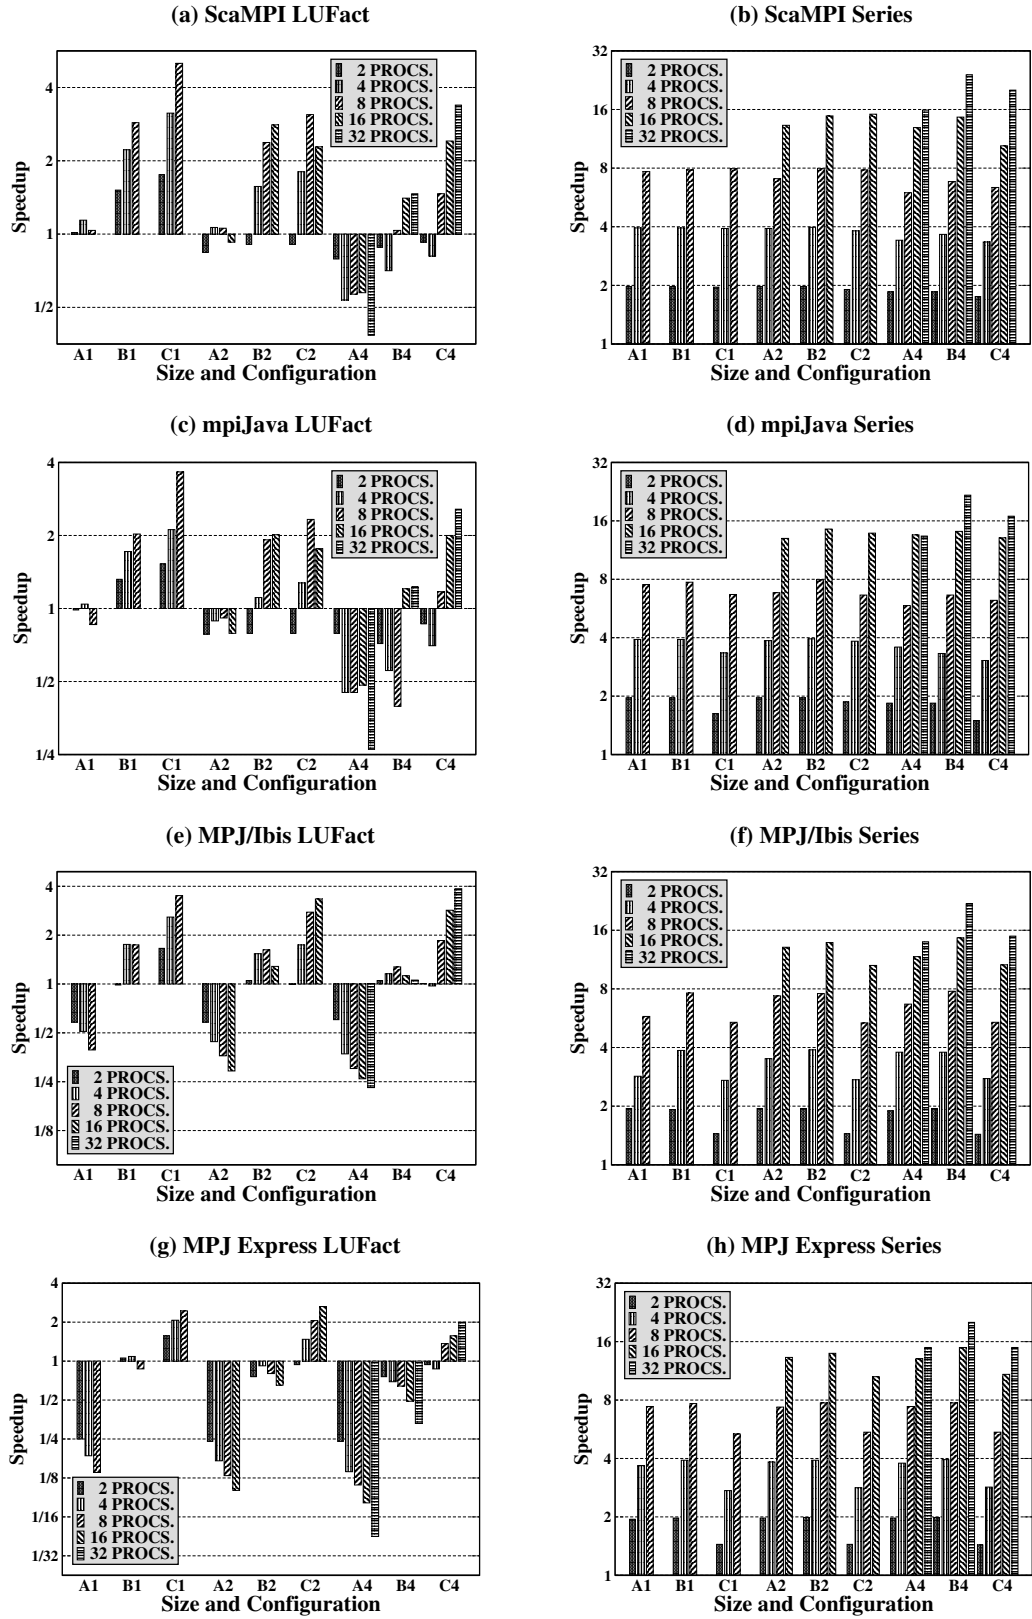 (a) ScaMPI LUFact
4
2
1
1/2
Speedup
2 PROCS.
4 PROCS.
8 PROCS.
16 PROCS.
32 PROCS.
A1 B1 C1 A2 B2 C2 A4 B4 C4
Size and Configuration
(b) ScaMPI Series
32
16
8
4
2
1
Speedup
2 PROCS.
4 PROCS.
8 PROCS.
16 PROCS.
32 PROCS.
A1 B1 C1 A2 B2 C2 A4 B4 C4
Size and Configuration
(c) mpiJava LUFact
4
2
1
1/2
1/4
Speedup
2 PROCS.
4 PROCS.
8 PROCS.
16 PROCS.
32 PROCS.
A1 B1 C1 A2 B2 C2 A4 B4 C4
Size and Configuration
(d) mpiJava Series
32
16
8
4
2
1
Speedup
2 PROCS.
4 PROCS.
8 PROCS.
16 PROCS.
32 PROCS.
A1 B1 C1 A2 B2 C2 A4 B4 C4
Size and Configuration
(e) MPJ/Ibis LUFact
4
2
1
1/2
1/4
1/8
Speedup
2 PROCS.
4 PROCS.
8 PROCS.
16 PROCS.
32 PROCS.
A1 B1 C1 A2 B2 C2 A4 B4 C4
Size and Configuration
(f) MPJ/Ibis Series
32
16
8
4
2
1
Speedup
2 PROCS.
4 PROCS.
8 PROCS.
16 PROCS.
32 PROCS.
A1 B1 C1 A2 B2 C2 A4 B4 C4
Size and Configuration
(g) MPJ Express LUFact
4
2
1
1/2
1/4
1/8
1/16
1/32
Speedup
2 PROCS.
4 PROCS.
8 PROCS.
16 PROCS.
32 PROCS.
A1 B1 C1 A2 B2 C2 A4 B4 C4
Size and Configuration
(h) MPJ Express Series
32
16
8
4
2
1
Speedup
2 PROCS.
4 PROCS.
8 PROCS.
16 PROCS.
32 PROCS.
A1 B1 C1 A2 B2 C2 A4 B4 C4
Size and Configuration